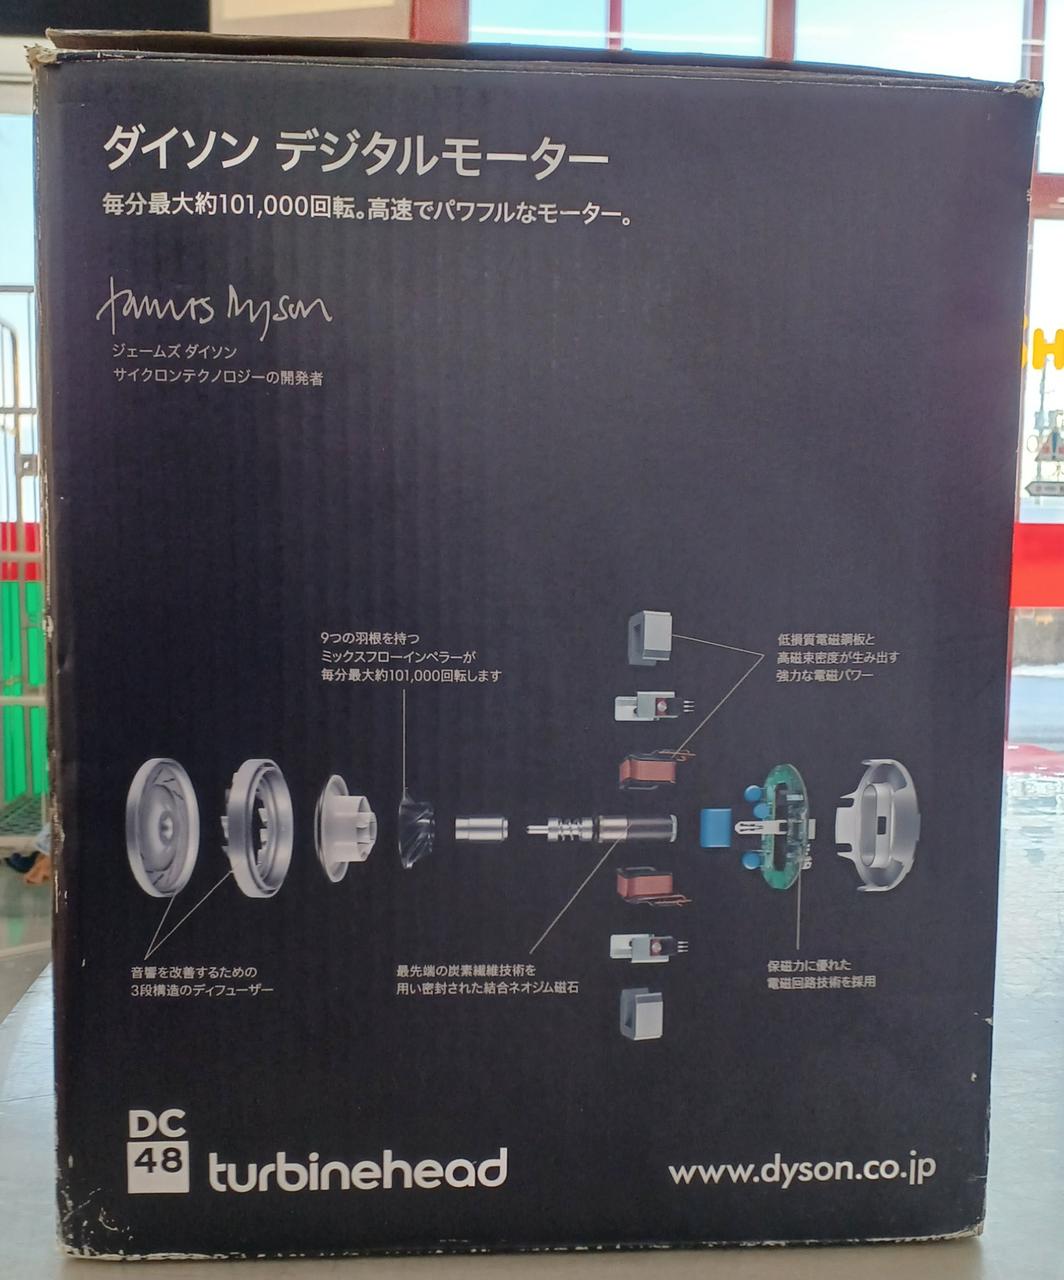 ダイソン デジタルモーター
毎分最大約101,000回転。高速でパワフルなモーター。
James Dyson
ジェームズ ダイソン
サイクロンテクノロジーの開発者
9つの羽根を持つ
ミックスフローインペラーが
毎分最大約101,000回転します
低損質電磁鋼板と
高磁束密度が生み出す
強力な電磁パワー
音響を改善するための
3段構造のディフューザー
最先端の炭素繊維技術を
用い密封された結合ネオジム磁石
保磁力に優れた
電磁回路技術を採用
DC
48
turbinehead
www.dyson.co.jp